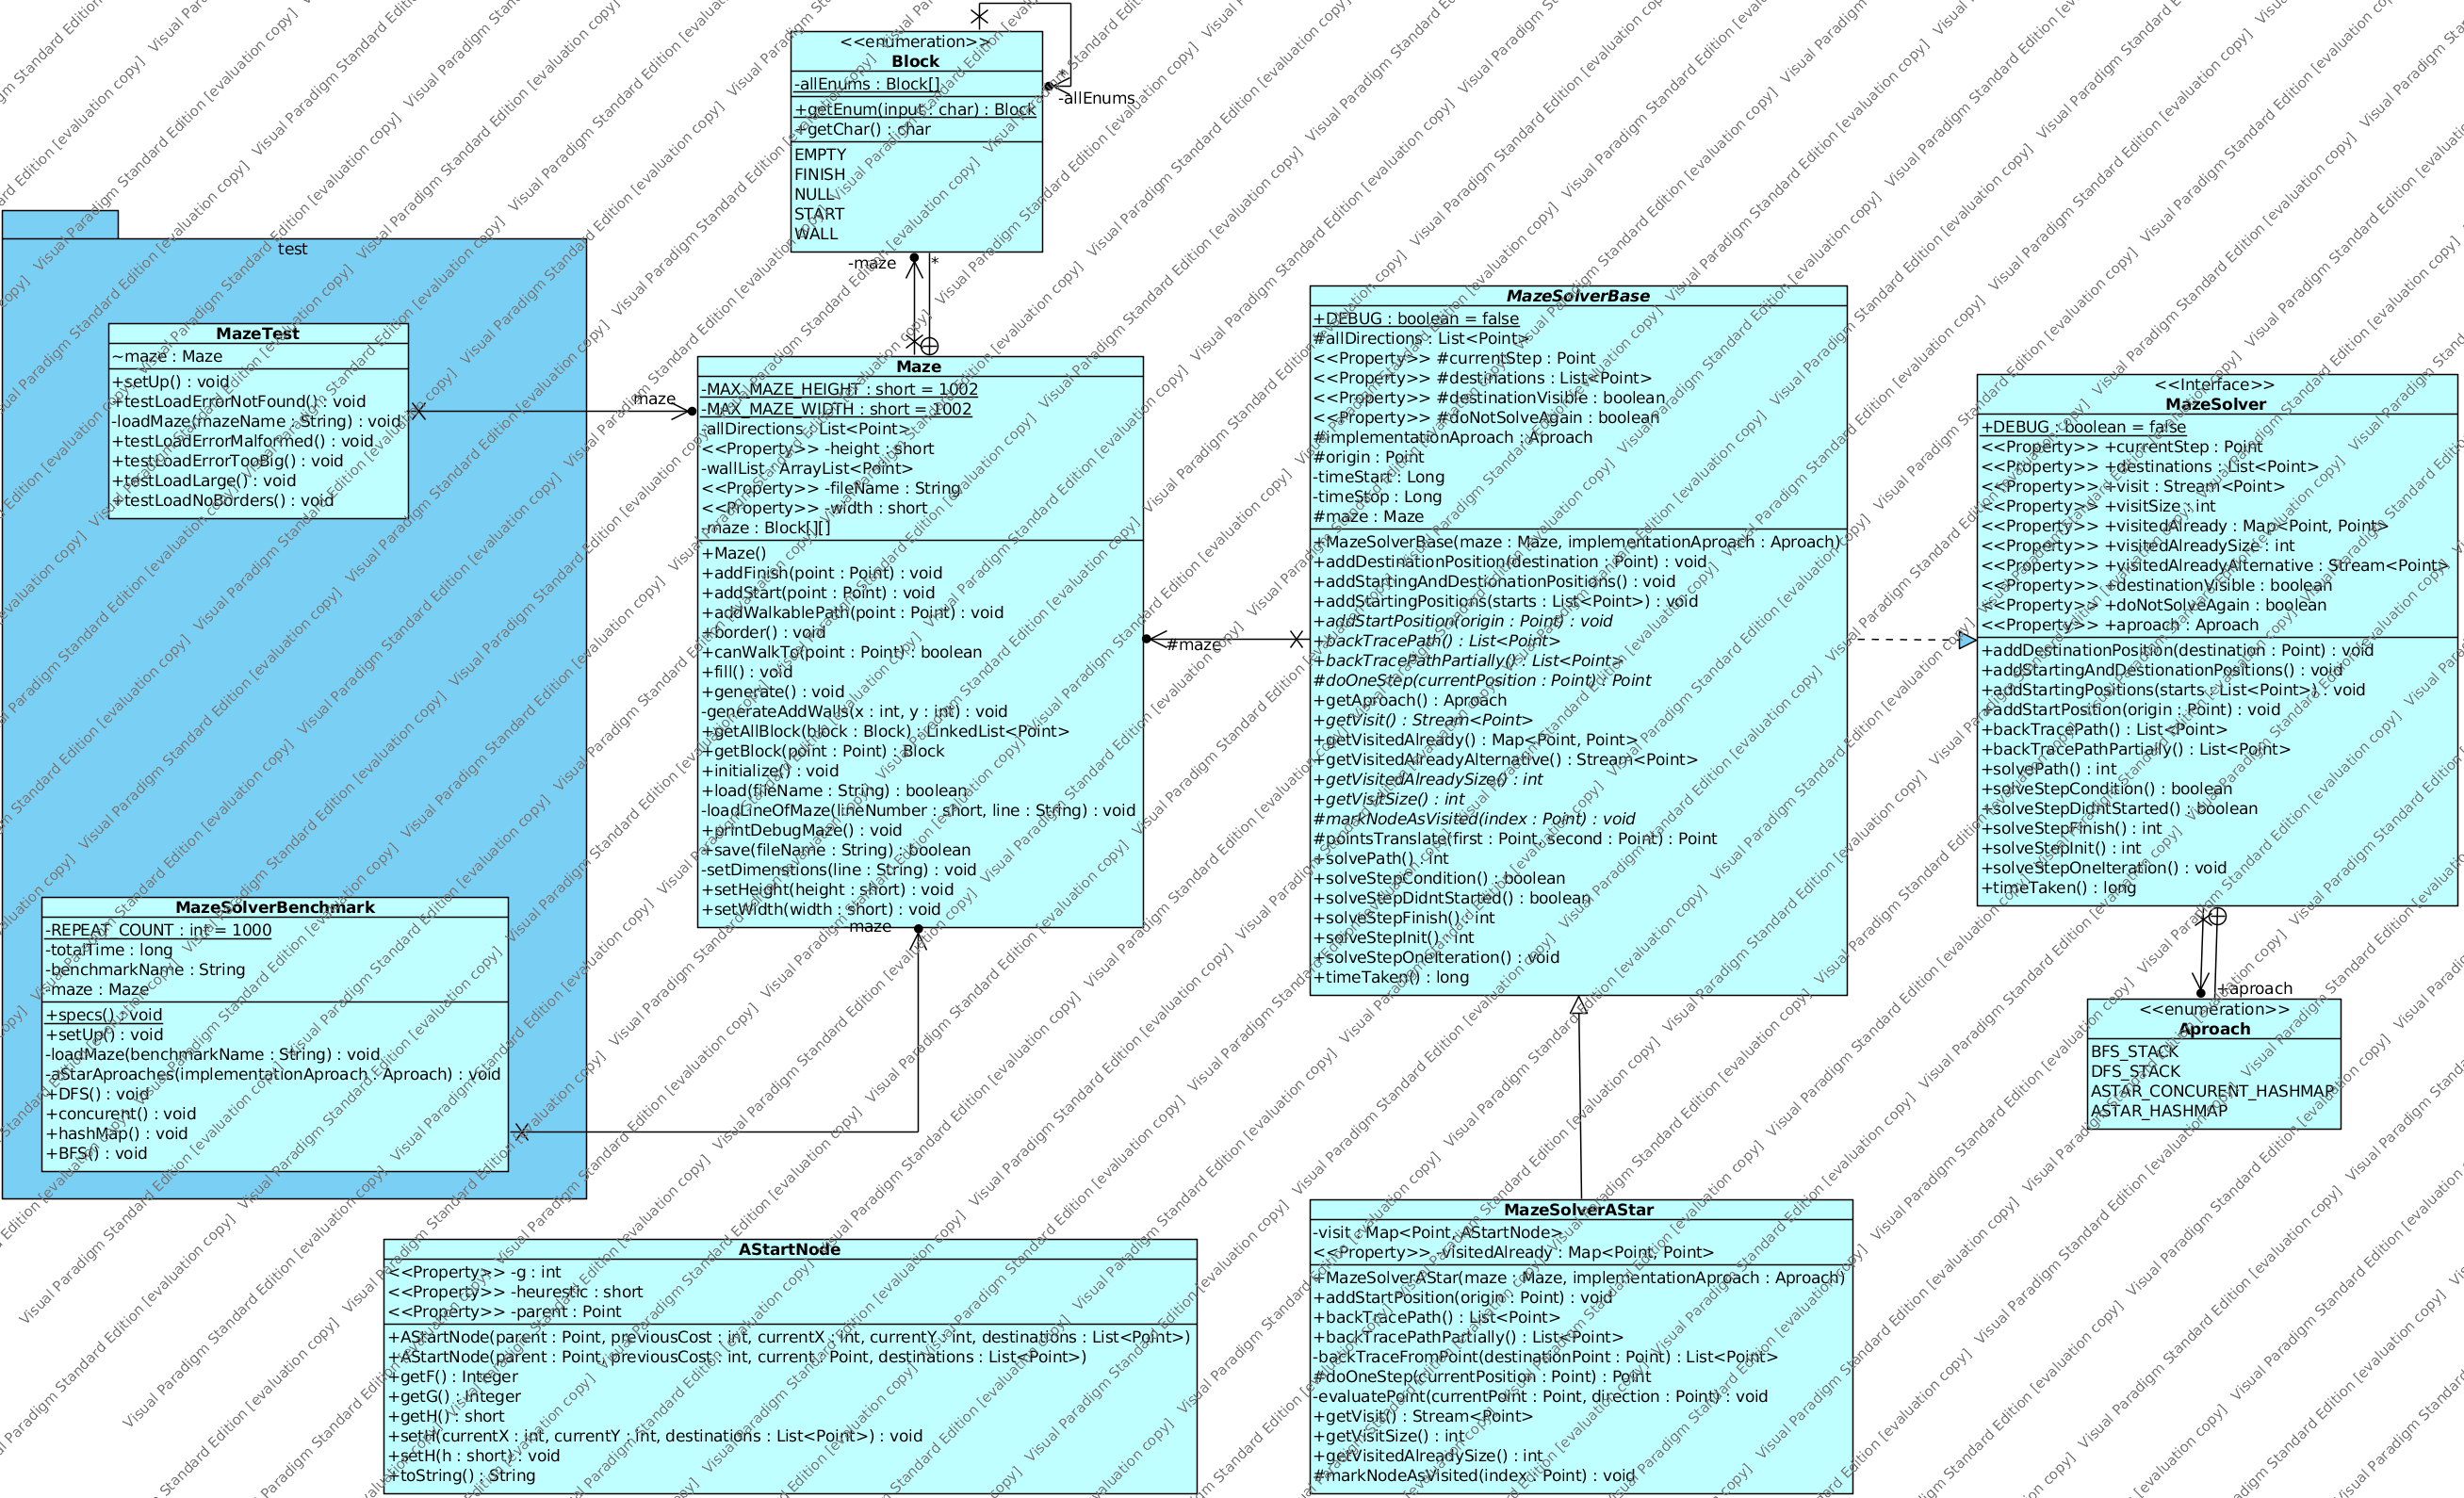 <<enumeration>>
Block
-allEnums : Block[]
+getEnum(input : char) : Block
+getChar() : char
EMPTY
FINISH
NULL
START
WALL
*
-allEnums
-maze
*
test
MazeTest
~maze : Maze
+setUp() : void
+testLoadErrorNotFound() : void
-loadMaze(mazeName : String) : void
+testLoadErrorMalformed() : void
+testLoadErrorTooBig() : void
+testLoadLarge() : void
+testLoadNoBorders() : void
maze
MazeSolverBenchmark
-REPEAT_COUNT : int = 1000
-totalTime : long
-benchmarkName : String
-maze : Maze
+specs() : void
+setUp() : void
-loadMaze(benchmarkName : String) : void
-aStarAproaches(implementationAproach : Aproach) : void
+DFS() : void
+concurent() : void
+hashMap() : void
+BFS() : void
Maze
-MAX_MAZE_HEIGHT : short = 1002
-MAX_MAZE_WIDTH : short = 1002
-allDirections : List<Point>
<<Property>> -height : short
-wallList : ArrayList<Point>
<<Property>> -fileName : String
<<Property>> -width : short
-maze : Block[][]
+Maze()
+addFinish(point : Point) : void
+addStart(point : Point) : void
+addWalkablePath(point : Point) : void
+border() : void
+canWalkTo(point : Point) : boolean
+fill() : void
+generate() : void
-generateAddWalls(x : int, y : int) : void
+getAllBlock(block : Block) : LinkedList<Point>
+getBlock(point : Point) : Block
+initialize() : void
+load(fileName : String) : boolean
-loadLineOfMaze(lineNumber : short, line : String) : void
+printDebugMaze() : void
+save(fileName : String) : boolean
-setDimenstions(line : String) : void
+setHeight(height : short) : void
+setWidth(width : short) : void
-maze
#maze
MazeSolverBase
+DEBUG : boolean = false
#allDirections : List<Point>
<<Property>> #currentStep : Point
<<Property>> #destinations : List<Point>
<<Property>> #destinationVisible : boolean
<<Property>> #doNotSolveAgain : boolean
#implementationAproach : Aproach
#origin : Point
-timeStart : Long
-timeStop : Long
#maze : Maze
+MazeSolverBase(maze : Maze, implementationAproach : Aproach)
+addDestinationPosition(destination : Point) : void
+addStartingAndDestionationPositions() : void
+addStartingPositions(starts : List<Point>) : void
+addStartPosition(origin : Point) : void
+backTracePath() : List<Point>
+backTracePathPartially() : List<Point>
#doOneStep(currentPosition : Point) : Point
+getAproach() : Aproach
+getVisit() : Stream<Point>
+getVisitedAlready() : Map<Point, Point>
+getVisitedAlreadyAlternative() : Stream<Point>
+getVisitedAlreadySize() : int
+getVisitSize() : int
#markNodeAsVisited(index : Point) : void
#pointsTranslate(first : Point, second : Point) : Point
+solvePath() : int
+solveStepCondition() : boolean
+solveStepDidntStarted() : boolean
+solveStepFinish() : int
+solveStepInit() : int
+solveStepOneIteration() : void
+timeTaken() : long
<<Interface>>
MazeSolver
+DEBUG : boolean = false
<<Property>> +currentStep : Point
<<Property>> +destinations : List<Point>
<<Property>> +visit : Stream<Point>
<<Property>> +visitSize : int
<<Property>> +visitedAlready : Map<Point, Point>
<<Property>> +visitedAlreadySize : int
<<Property>> +visitedAlreadyAlternative : Stream<Point>
<<Property>> +destinationVisible : boolean
<<Property>> +doNotSolveAgain : boolean
<<Property>> +aproach : Aproach
+addDestinationPosition(destination : Point) : void
+addStartingAndDestionationPositions() : void
+addStartingPositions(starts : List<Point>) : void
+addStartPosition(origin : Point) : void
+backTracePath() : List<Point>
+backTracePathPartially() : List<Point>
+solvePath() : int
+solveStepCondition() : boolean
+solveStepDidntStarted() : boolean
+solveStepFinish() : int
+solveStepInit() : int
+solveStepOneIteration() : void
+timeTaken() : long
+aproach
<<enumeration>>
Aproach
BFS_STACK
DFS_STACK
ASTAR_CONCURENT_HASHMAP
ASTAR_HASHMAP
AStartNode
<<Property>> -g : int
<<Property>> -heurestic : short
<<Property>> -parent : Point
+AStartNode(parent : Point, previousCost : int, currentX : int, currentY : int, destinations : List<Point>)
+AStartNode(parent : Point, previousCost : int, current : Point, destinations : List<Point>)
+getF() : Integer
+getG() : Integer
+getH() : short
+setH(currentX : int, currentY : int, destinations : List<Point>) : void
+setH(h : short) : void
+toString() : String
MazeSolverAStar
-visit : Map<Point, AStartNode>
<<Property>> -visitedAlready : Map<Point, Point>
+MazeSolverAStar(maze : Maze, implementationAproach : Aproach)
+addStartPosition(origin : Point) : void
+backTracePath() : List<Point>
+backTracePathPartially() : List<Point>
-backTraceFromPoint(destinationPoint : Point) : List<Point>
#doOneStep(currentPosition : Point) : Point
-evaluatePoint(currentPoint : Point, direction : Point) : void
+getVisit() : Stream<Point>
+getVisitSize() : int
+getVisitedAlreadySize() : int
#markNodeAsVisited(index : Point) : void
Visual Paradigm Standard Edition [evaluation copy]